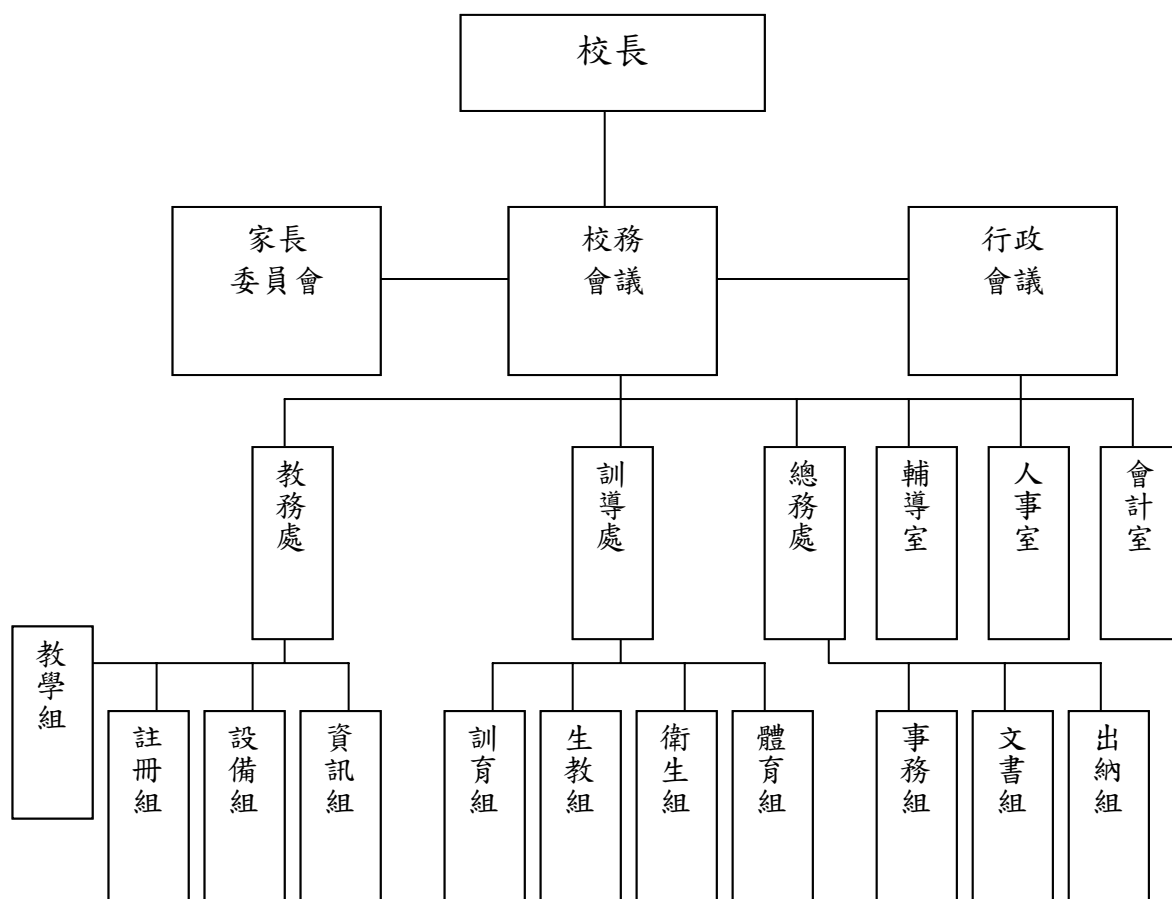 校長
家長
委員會
校務
會議
行政
會議
教務處
訓導處
總務處
輔導室
人事室
會計室
教學組
註冊組
設備組
資訊組
訓育組
生教組
衛生組
體育組
事務組
文書組
出納組